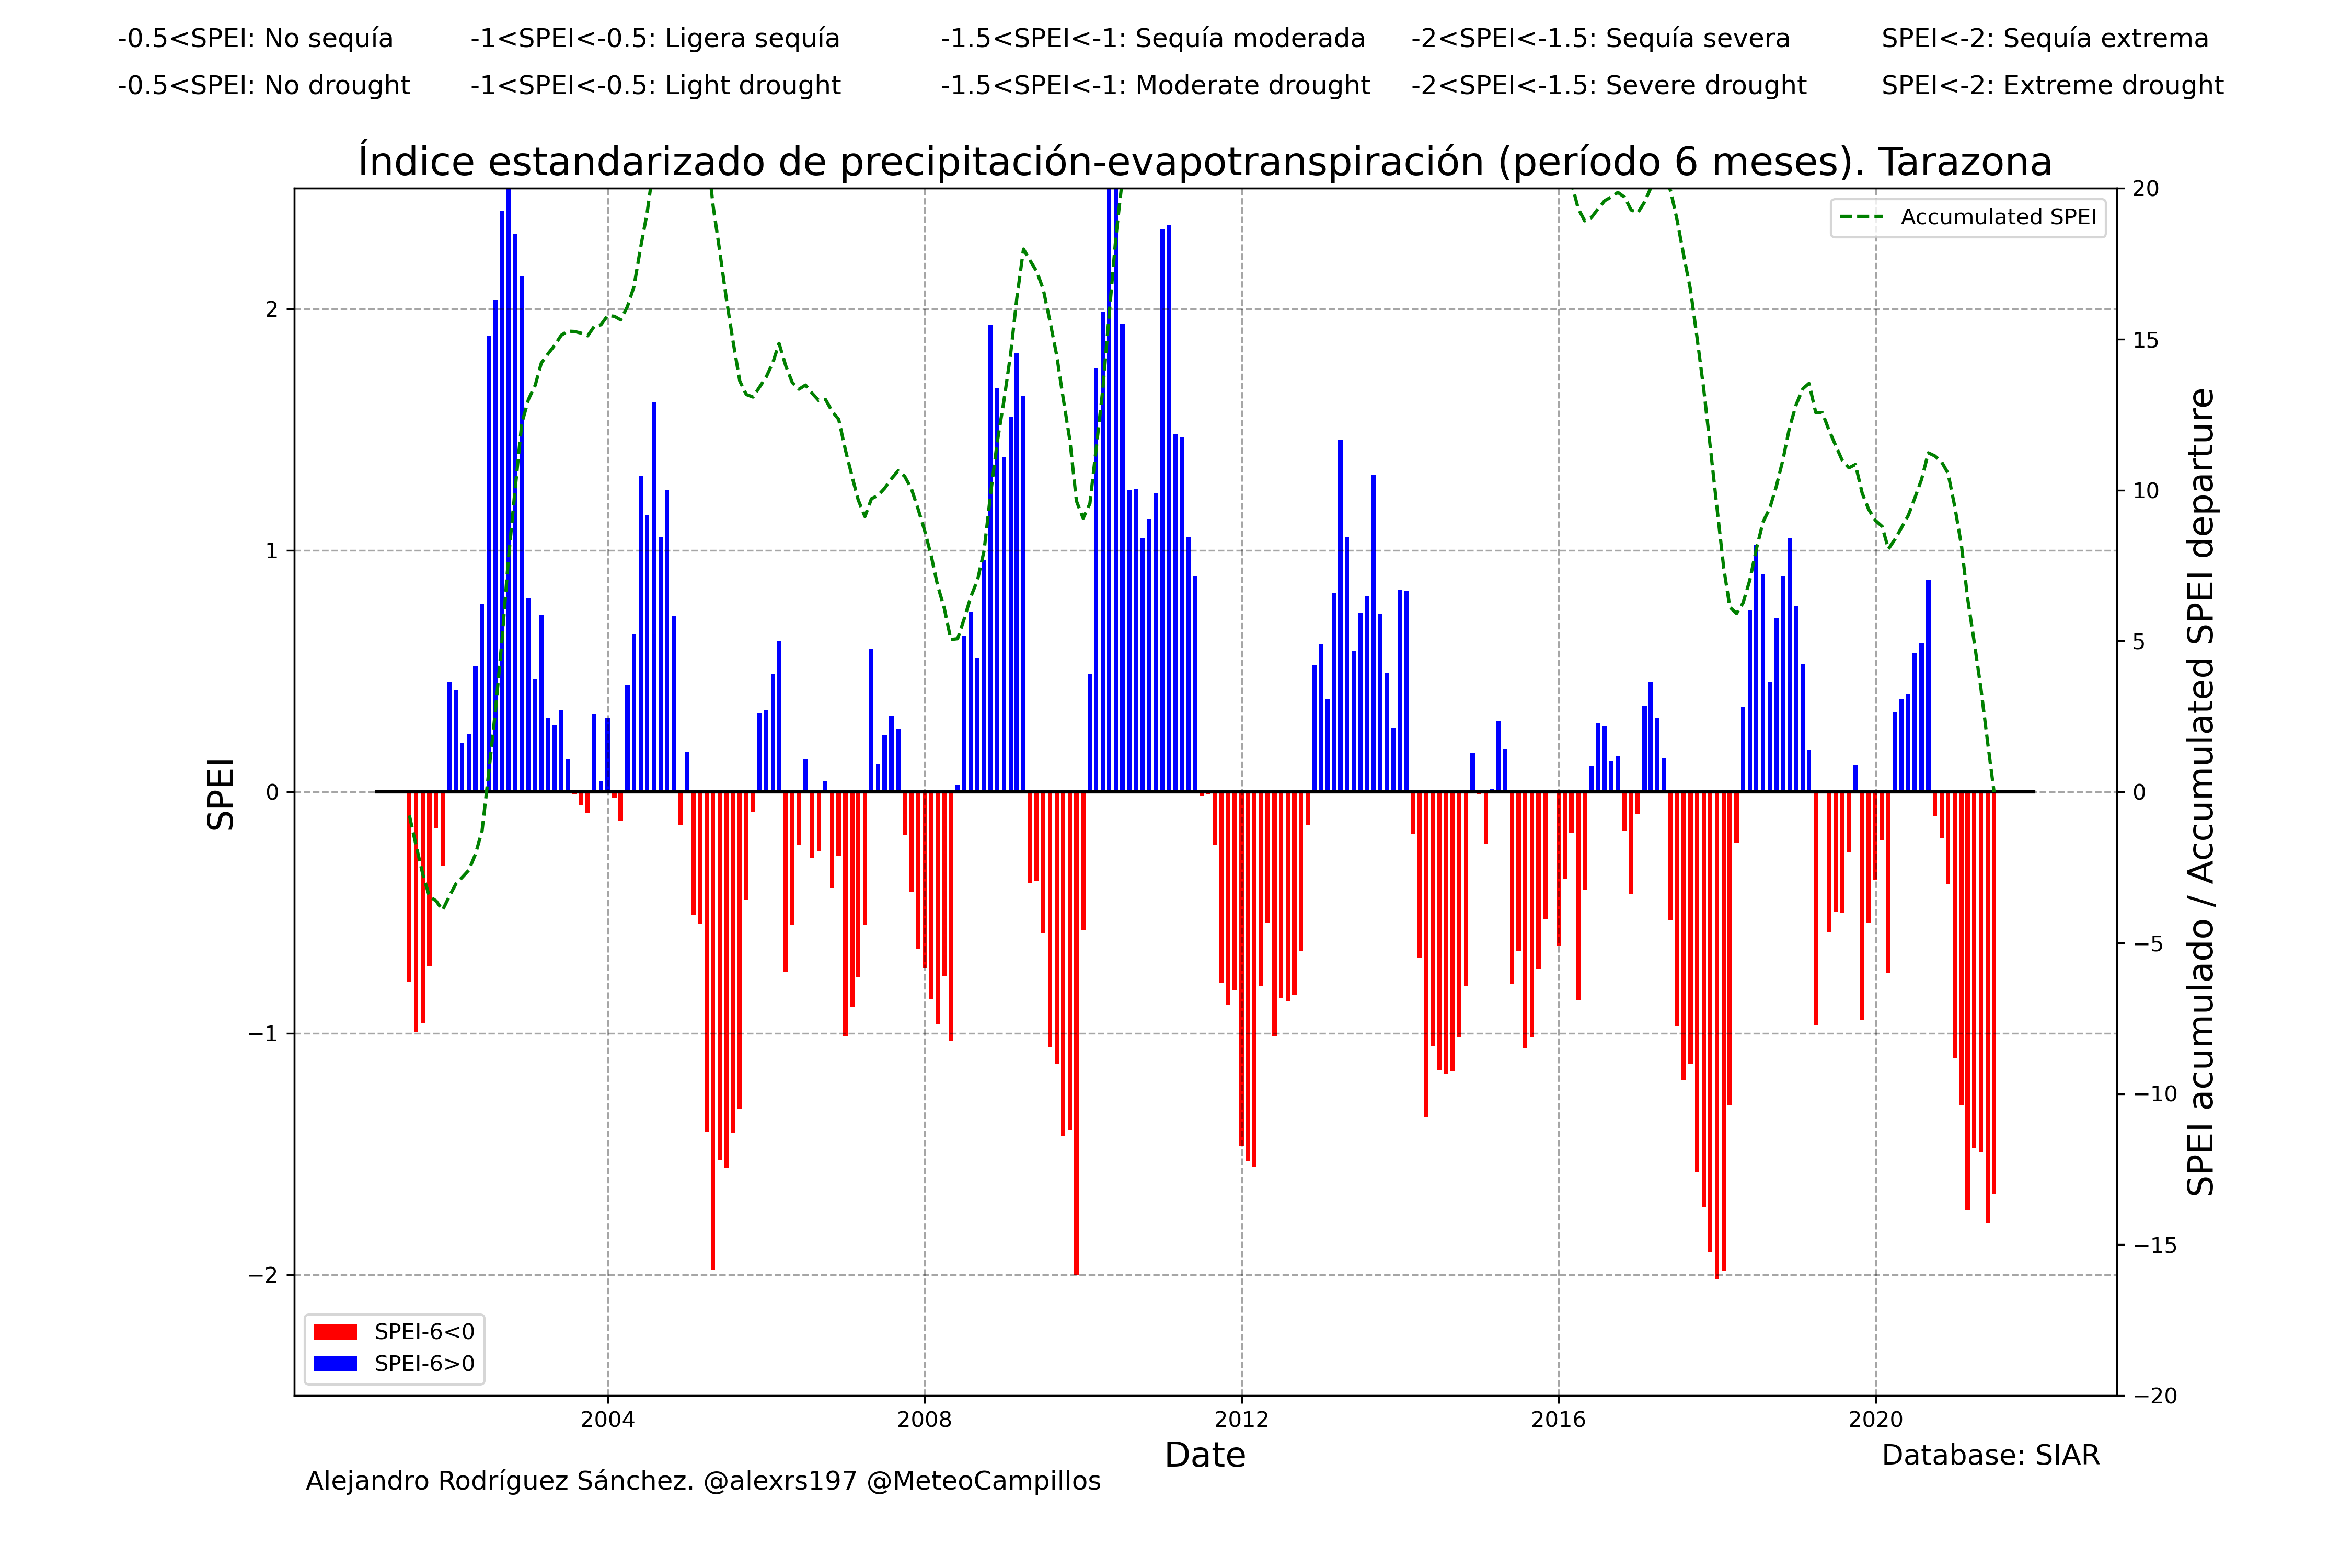 -0.5<SPEI: No sequía -1<SPEI<-0.5: Ligera sequía -1.5<SPEI<-1: Sequía moderada -2<SPEI<-1.5: Sequía severa SPEI<-2: Sequía extrema
-0.5<SPEI: No drought -1<SPEI<-0.5: Light drought -1.5<SPEI<-1: Moderate drought -2<SPEI<-1.5: Severe drought SPEI<-2: Extreme drought
Índice estandarizado de precipitación-evapotranspiración (período 6 meses). Tarazona
Accumulated SPEI
2
1
0
−1
−2
SPEI
20
15
10
5
0
−5
−10
−15
−20
SPEI acumulado / Accumulated SPEI departure
SPEI-6<0
SPEI-6>0
2004 2008 2012 2016 2020
Date
Database: SIAR
Alejandro Rodríguez Sánchez. @alexrs197 @MeteoCampillos